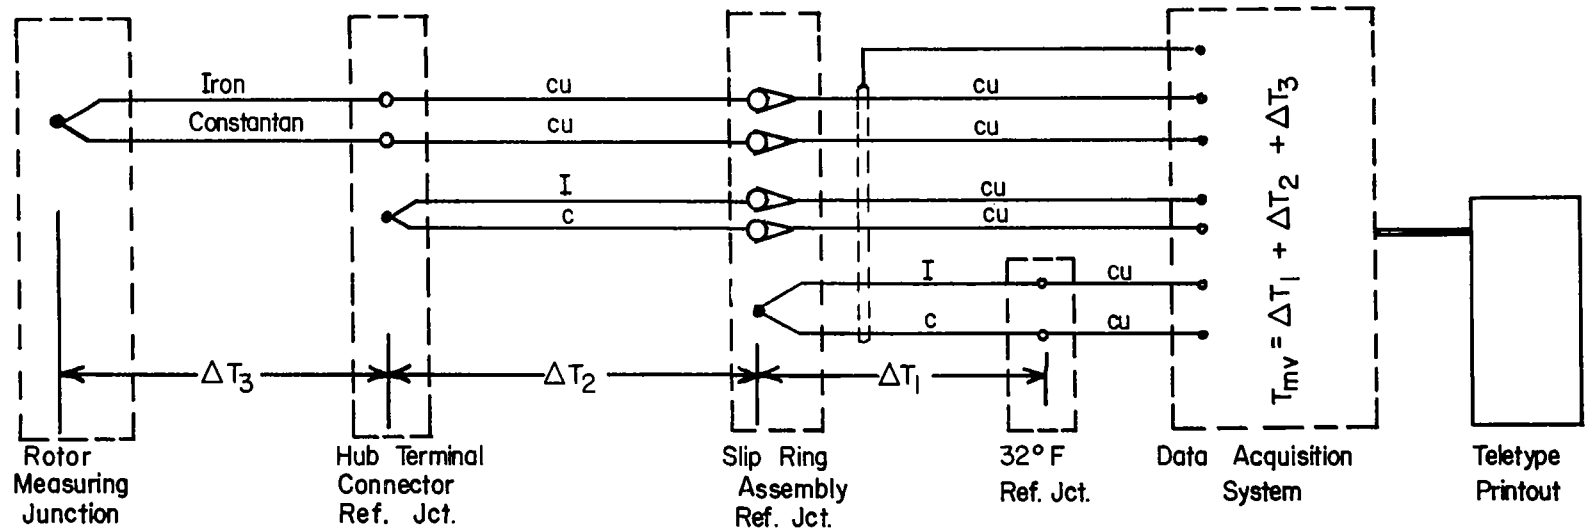 Iron
cu
cu
Constantan
cu
cu
I
cu
c
cu
I
cu
c
cu
ΔT3
ΔT2
ΔT1
Tmv = ΔT1 + ΔT2 + ΔT3
Rotor
Measuring
Junction
Hub Terminal
Connector
Ref. Jct.
Slip Ring
Assembly
Ref. Jct.
32° F
Ref. Jct.
Data Acquisition
System
Teletype
Printout